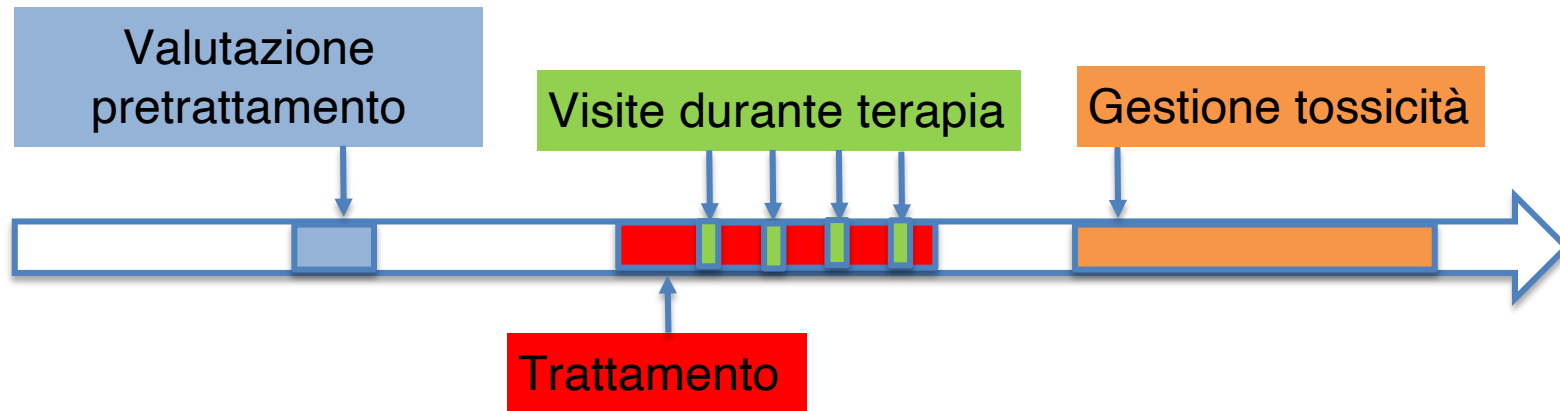 Valutazione
pretrattamento
Visite durante terapia
Gestione tossicità
Trattamento